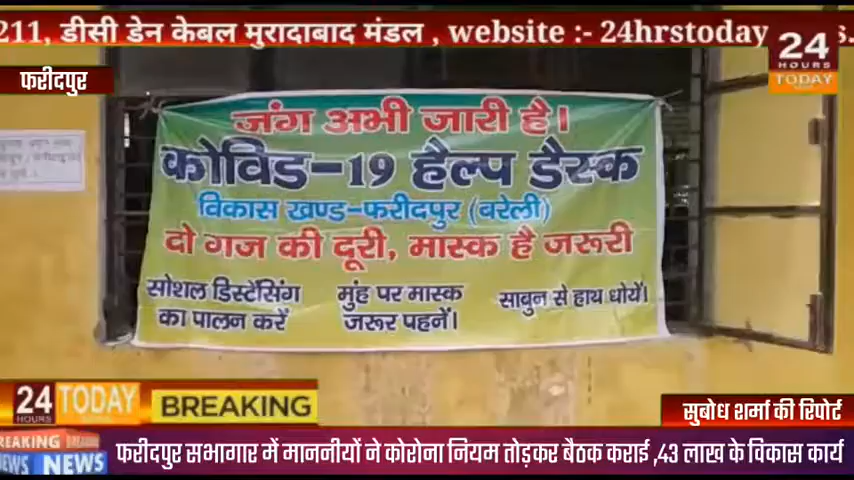 211, डीसी डेन केबल मुरादाबाद मंडल , website :- 24hrstoday
24
HOURS
TODAY
फरीदपुर
जंग अभी जारी है।
कोविड-19 हैल्प डैस्क
विकास खण्ड-फरीदपुर (बरेली)
दो गज की दूरी, मास्क है जरूरी
सोशल डिस्टेंसिंग
का पालन करें
मुंह पर मास्क
जरूर पहनें।
साबुन से हाथ धोयें।
24 TODAY
HOURS
BREAKING
सुबोध शर्मा की रिपोर्ट
BREAKING
NEWS NEWS
फरीदपुर सभागार में माननीयों ने कोरोना नियम तोड़कर बैठक कराई ,43 लाख के विकास कार्य